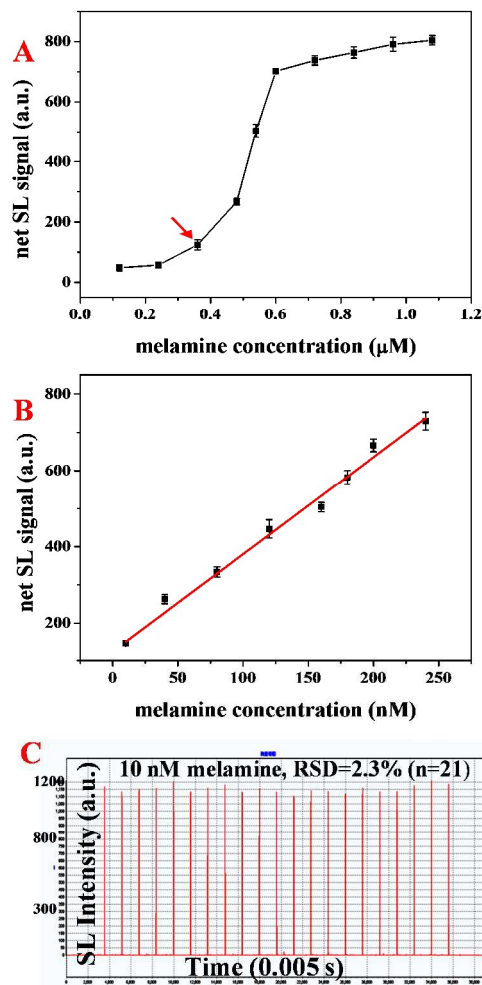 A
800
600
400
200
0
net SL signal (a.u.)
0.0 0.2 0.4 0.6 0.8 1.0 1.2
melamine concentration (μM)
B
800
600
400
200
net SL signal (a.u.)
0 50 100 150 200 250
melamine concentration (nM)
C
10 nM melamine, RSD=2.3% (n=21)
1200
800
300
SL Intensity (a.u.)
Time (0.005 s)